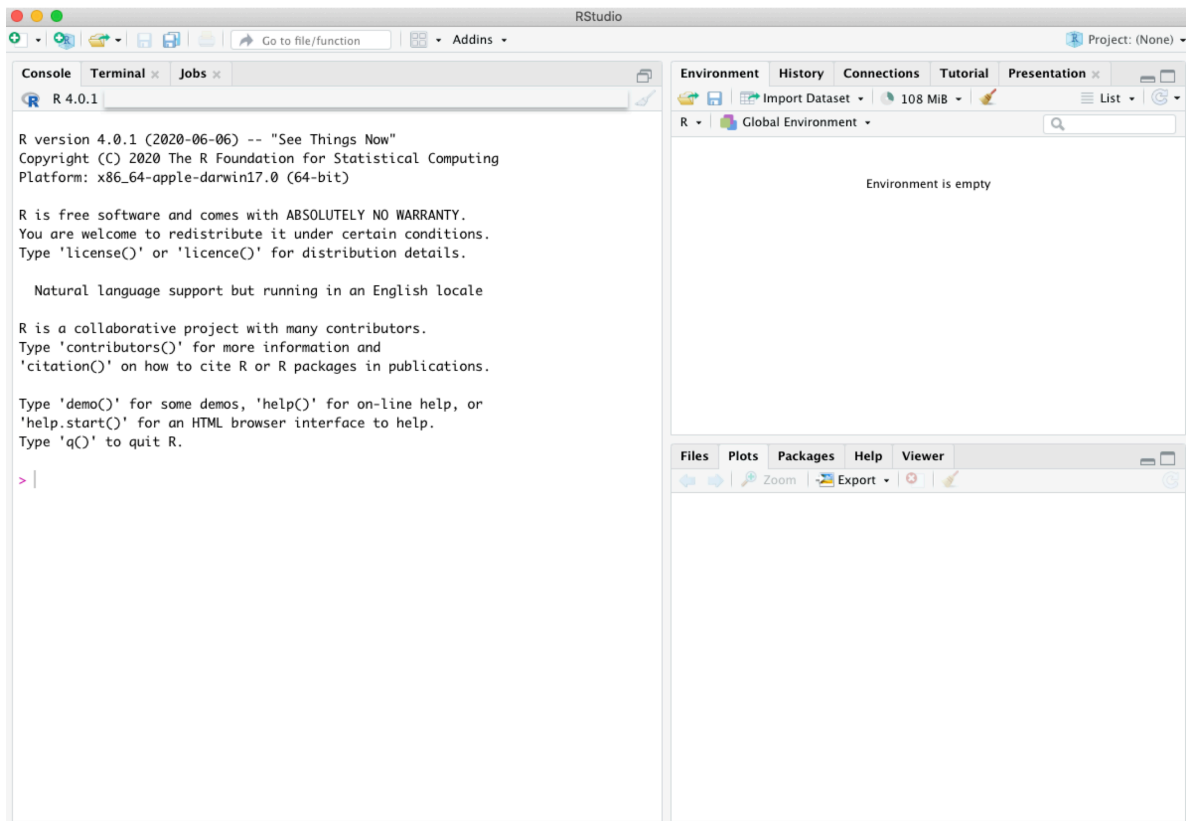 RStudio
Go to file/function
Addins
Project: (None)
Console Terminal Jobs
R 4.0.1
R version 4.0.1 (2020-06-06) -- "See Things Now"
Copyright (C) 2020 The R Foundation for Statistical Computing
Platform: x86_64-apple-darwin17.0 (64-bit)
R is free software and comes with ABSOLUTELY NO WARRANTY.
You are welcome to redistribute it under certain conditions.
Type 'license()' or 'licence()' for distribution details.
Natural language support but running in an English locale
R is a collaborative project with many contributors.
Type 'contributors()' for more information and
'citation()' on how to cite R or R packages in publications.
Type 'demo()' for some demos, 'help()' for on-line help, or
'help.start()' for an HTML browser interface to help.
Type 'q()' to quit R.
>
Environment History Connections Tutorial Presentation
Import Dataset 108 MiB List
R Global Environment
Environment is empty
Files Plots Packages Help Viewer
Zoom Export